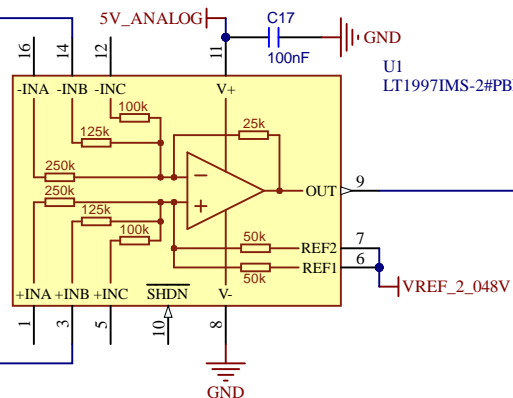 5V_ANALOG
C17
100nF
GND
U1
LT1997IMS-2#PB
16
14
12
11
-INA
-INB
-INC
V+
100k
125k
25k
250k
250k
125k
100k
OUT
9
50k
REF2
7
50k
REF1
6
VREF_2_048V
+INA
+INB
+INC
SHDN
V-
1
3
5
10
8
GND